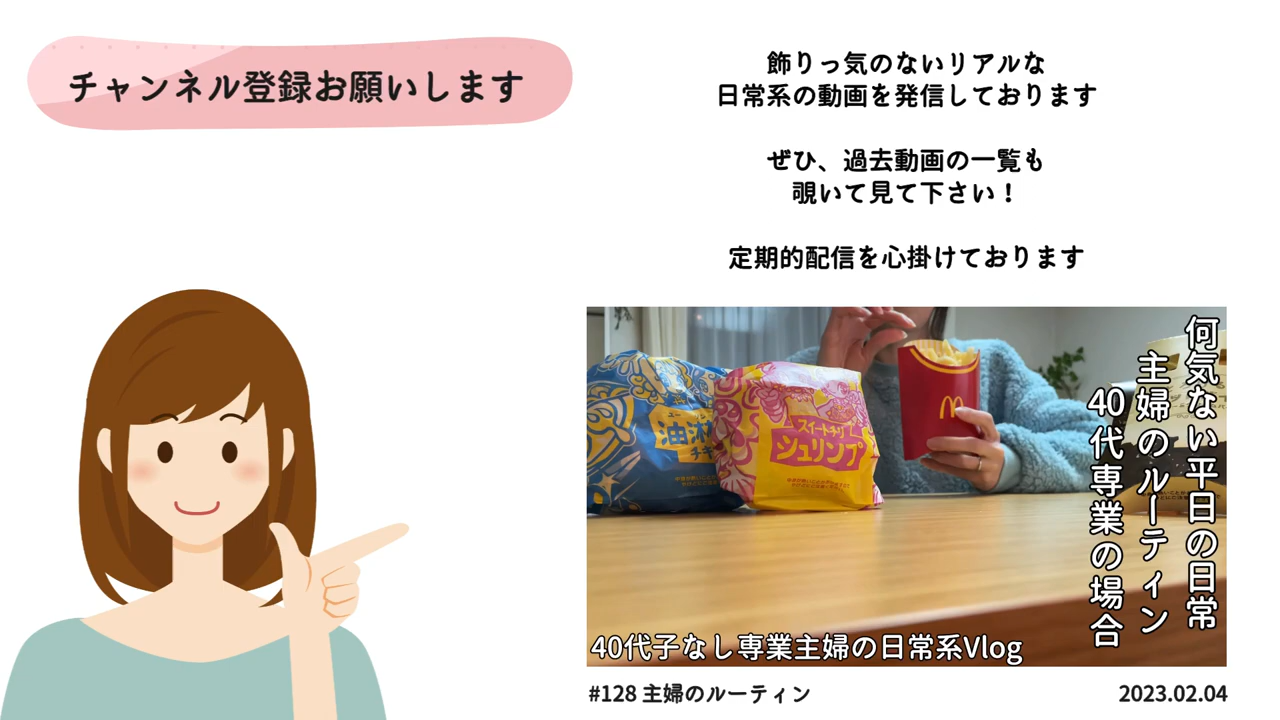 チャンネル登録お願いします
飾りっ気のないリアルな
日常系の動画を発信しております
ぜひ、過去動画の一覧も
覗いて見て下さい！
定期的配信を心掛けております
何気ない平日の日常
主婦のルーティン
40代専業の場合
油淋
チキ
スイートチリ
シュリンプ
40代子なし専業主婦の日常系Vlog
#128 主婦のルーティン
2023.02.04